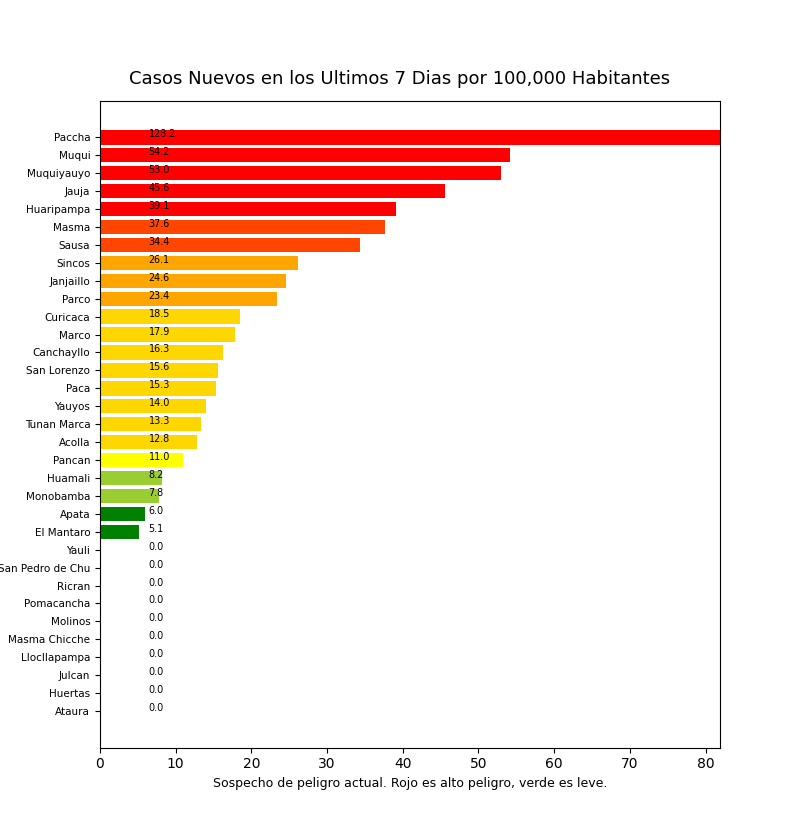 Casos Nuevos en los Ultimos 7 Dias por 100,000 Habitantes
Paccha 128.2
Muqui 54.2
Muquiyauyo 53.0
Jauja 45.6
Huaripampa 39.1
Masma 37.6
Sausa 34.4
Sincos 26.1
Janjaillo 24.6
Parco 23.4
Curicaca 18.5
Marco 17.9
Canchayllo 16.3
San Lorenzo 15.6
Paca 15.3
Yauyos 14.0
Tunan Marca 13.3
Acolla 12.8
Pancan 11.0
Huamali 8.2
Monobamba 7.8
Apata 6.0
El Mantaro 5.1
Yauli 0.0
San Pedro de Chu 0.0
Ricran 0.0
Pomacancha 0.0
Molinos 0.0
Masma Chicche 0.0
Llocllapampa 0.0
Julcan 0.0
Huertas 0.0
Ataura 0.0
0 10 20 30 40 50 60 70 80
Sospecho de peligro actual. Rojo es alto peligro, verde es leve.